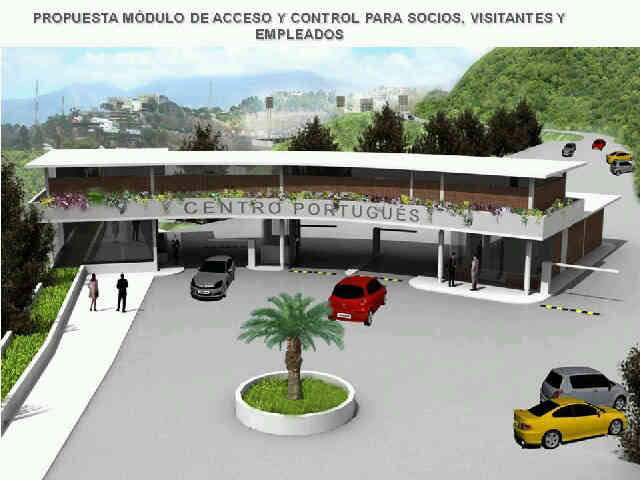 PROPUESTA MÓDULO DE ACCESO Y CONTROL PARA SOCIOS, VISITANTES Y
EMPLEADOS
CENTRO PORTUGUÉS